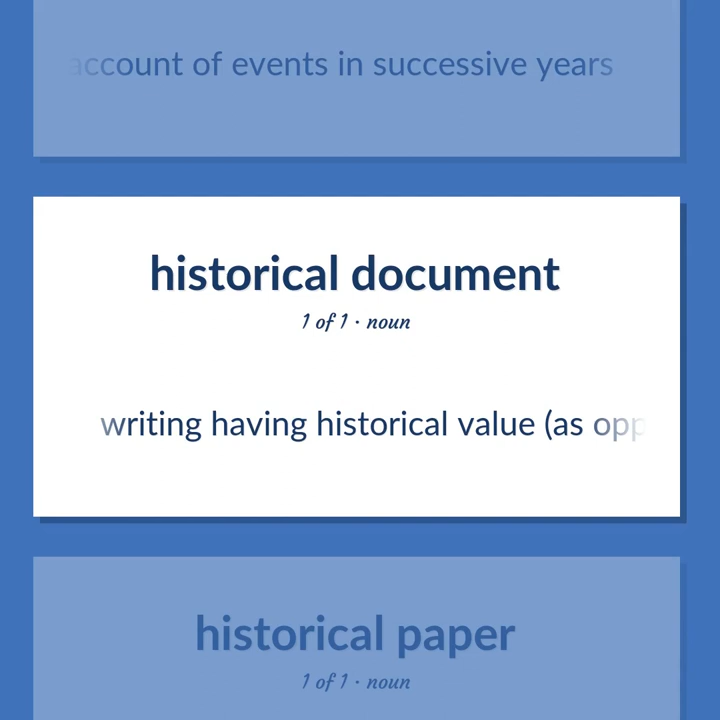 account of events in successive years
historical document
1 of 1 · noun
writing having historical value (as opp
historical paper
1 of 1 · noun